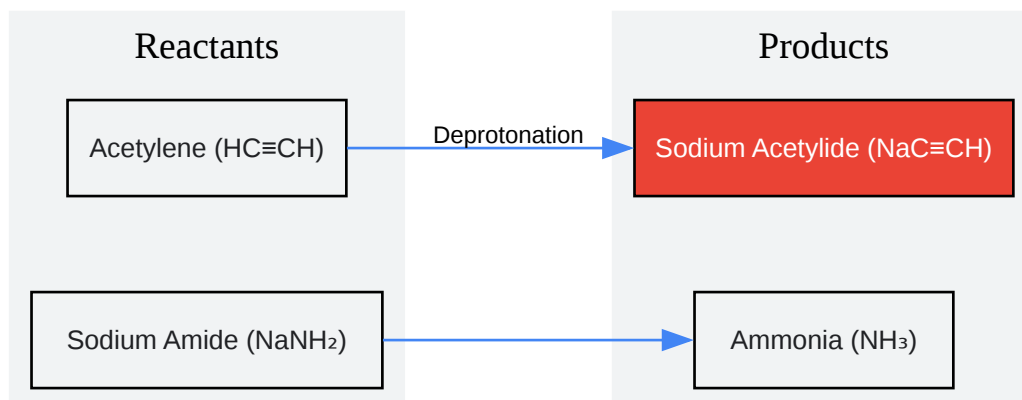 Reactants
Products
Acetylene (HC≡CH)
Deprotonation
Sodium Acetylide (NaC≡CH)
Sodium Amide (NaNH₂)
Ammonia (NH₃)